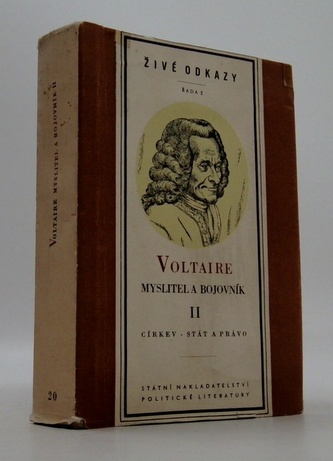 ŽIVÉ ODKAZY
ŘADA 2
VOLTAIRE
MYSLITEL A BOJOVNÍK
II
CÍRKEV - STÁT A PRÁVO
STÁTNÍ NAKLADATELSTVÍ
POLITICKÉ LITERATURY
VOLTAIRE MYSLITEL A BOJOVNÍK II
20